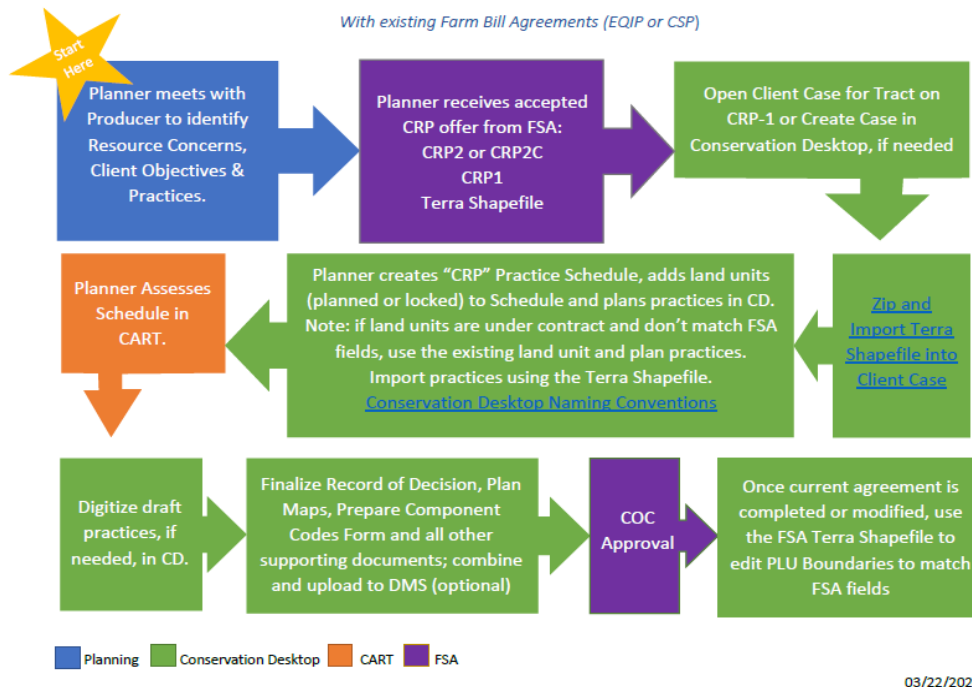 With existing Farm Bill Agreements (EQIP or CSP)
Start
Here
Planner meets with
Producer to identify
Resource Concerns,
Client Objectives &
Practices.
Planner receives accepted
CRP offer from FSA:
CRP2 or CRP2C
CRP1
Terra Shapefile
Open Client Case for Tract on
CRP-1 or Create Case in
Conservation Desktop, if needed
Zip and
Import Terra
Shapefile into
Client Case
Planner creates “CRP” Practice Schedule, adds land units
(planned or locked) to Schedule and plans practices in CD.
Note: if land units are under contract and don’t match FSA
fields, use the existing land unit and plan practices.
Import practices using the Terra Shapefile.
Conservation Desktop Naming Conventions
Planner Assesses
Schedule in
CART.
Digitize draft
practices, if
needed, in CD.
Finalize Record of Decision, Plan
Maps, Prepare Component
Codes Form and all other
supporting documents; combine
and upload to DMS (optional)
COC
Approval
Once current agreement is
completed or modified, use
the FSA Terra Shapefile to
edit PLU Boundaries to match
FSA fields
Planning
Conservation Desktop
CART
FSA
03/22/202